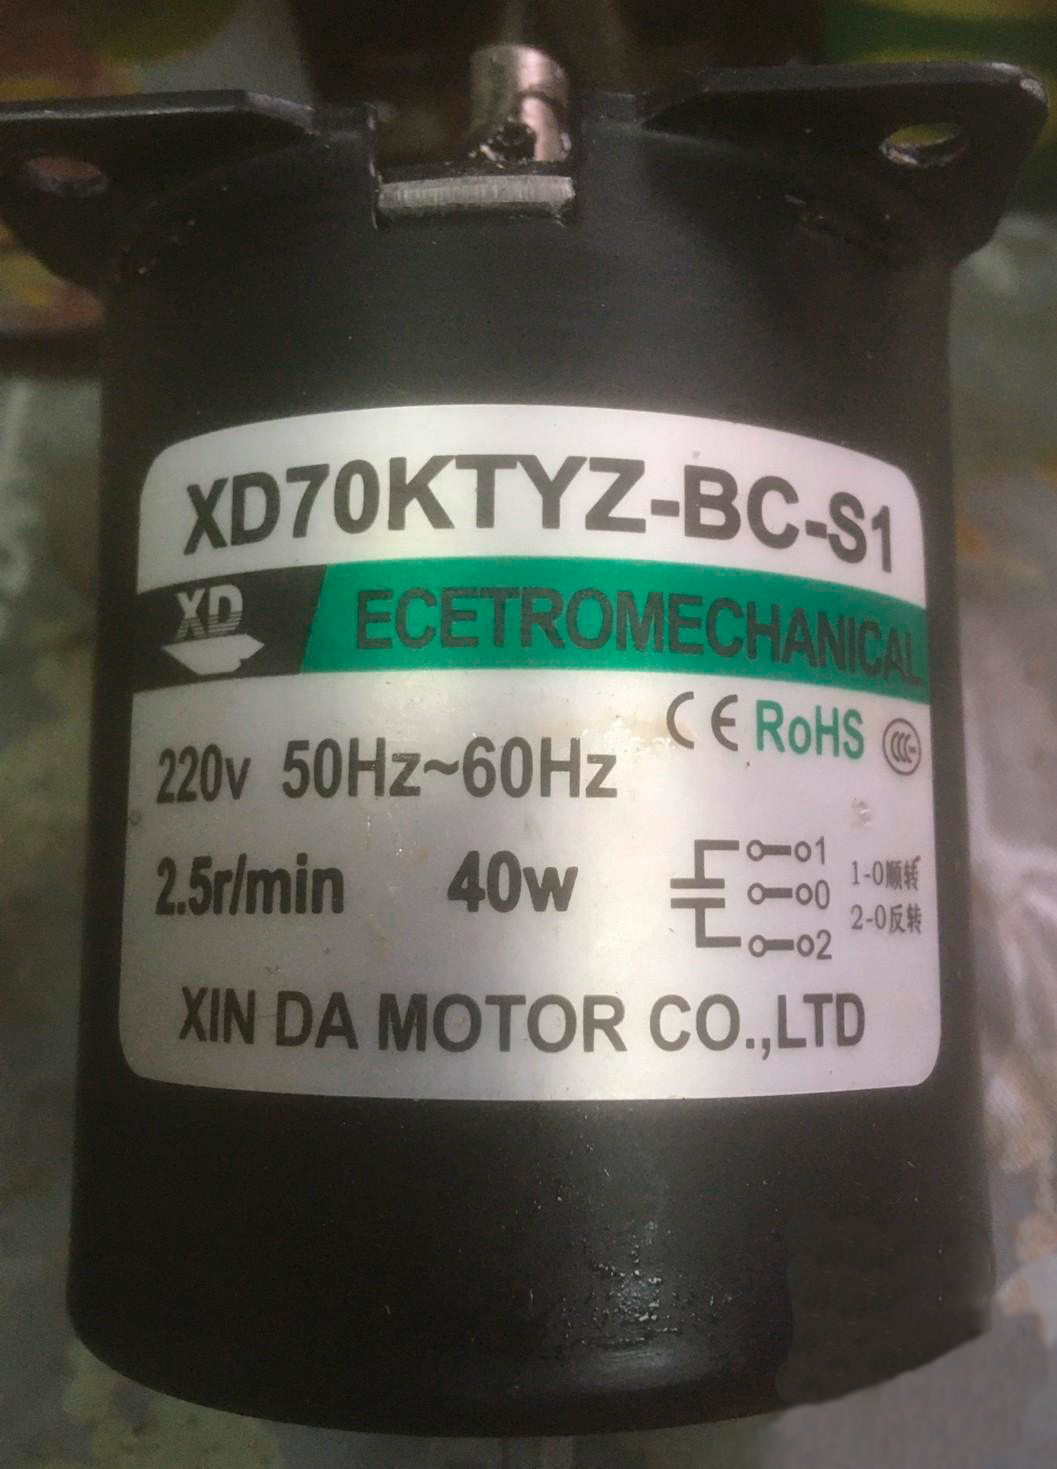 XD70KTYZ-BC-S1
XD
ECETROMECHANICAL
CE RoHS CCC
220v 50Hz~60Hz
2.5r/min 40w
1
0
2
1-0顺转
2-0反转
XIN DA MOTOR CO.,LTD